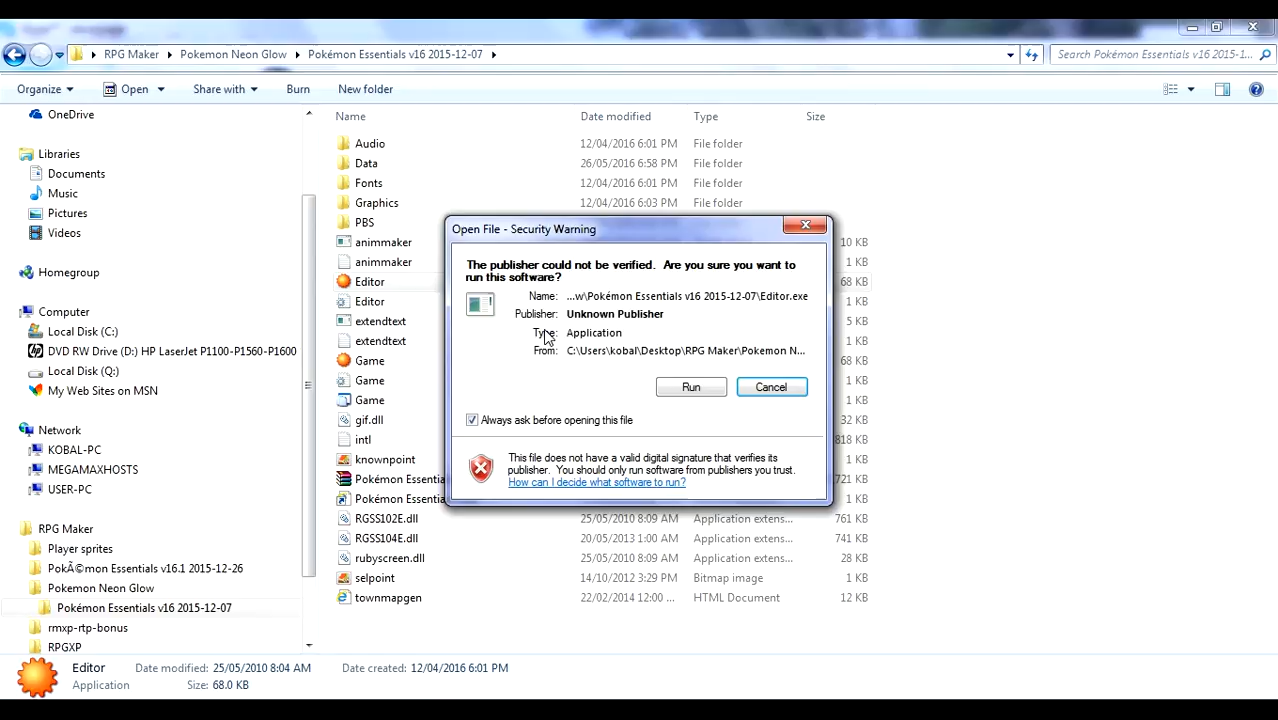 RPG Maker Pokemon Neon Glow Pokémon Essentials v16 2015-12-07 Search Pokémon Essentials v16 2015-1...
Organize Open Share with Burn New folder
Name Date modified Type Size
OneDrive
Libraries
Documents
Music
Pictures
Videos
Homegroup
Computer
Local Disk (C:)
DVD RW Drive (D:) HP LaserJet P1100-P1560-P1600
Local Disk (Q:)
My Web Sites on MSN
Network
KOBAL-PC
MEGAMAXHOSTS
USER-PC
RPG Maker
Player sprites
PokÃ©mon Essentials v16.1 2015-12-26
Pokemon Neon Glow
Pokémon Essentials v16 2015-12-07
rmxp-rtp-bonus
RPGXP
Audio 12/04/2016 6:01 PM File folder
Data 26/05/2016 6:58 PM File folder
Fonts 12/04/2016 6:01 PM File folder
Graphics 12/04/2016 6:03 PM File folder
PBS
animmaker 10 KB
animmaker 1 KB
Editor 68 KB
Editor 1 KB
extendtext 5 KB
extendtext 1 KB
Game 68 KB
Game 1 KB
Game 1 KB
gif.dll 32 KB
intl 818 KB
knownpoint 1 KB
Pokémon Essentia 721 KB
Pokémon Essentia 1 KB
RGSS102E.dll 25/05/2010 8:09 AM Application extens... 761 KB
RGSS104E.dll 20/05/2013 1:00 AM Application extens... 741 KB
rubyscreen.dll 25/05/2010 8:09 AM Application extens... 28 KB
selpoint 14/10/2012 3:29 PM Bitmap image 1 KB
townmapgen 22/02/2014 12:00 ... HTML Document 12 KB
Open File - Security Warning
The publisher could not be verified. Are you sure you want to
run this software?
Name: ...w\Pokémon Essentials v16 2015-12-07\Editor.exe
Publisher: Unknown Publisher
Type: Application
From: C:\Users\kobal\Desktop\RPG Maker\Pokemon N...
Run Cancel
Always ask before opening this file
This file does not have a valid digital signature that verifies its
publisher. You should only run software from publishers you trust.
How can I decide what software to run?
Editor Date modified: 25/05/2010 8:04 AM Date created: 12/04/2016 6:01 PM
Application Size: 68.0 KB